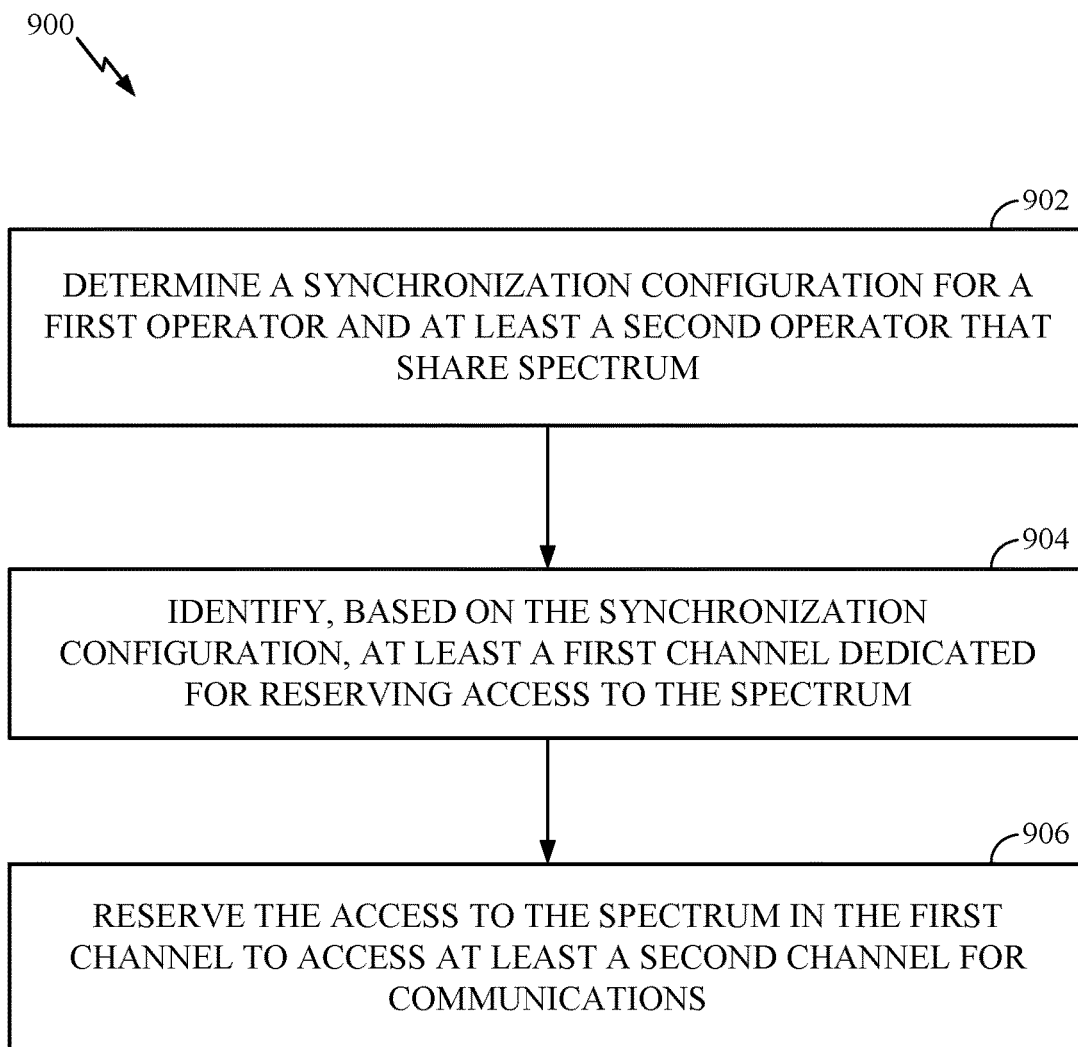 900
902
DETERMINE A SYNCHRONIZATION CONFIGURATION FOR A
FIRST OPERATOR AND AT LEAST A SECOND OPERATOR THAT
SHARE SPECTRUM
904
IDENTIFY, BASED ON THE SYNCHRONIZATION
CONFIGURATION, AT LEAST A FIRST CHANNEL DEDICATED
FOR RESERVING ACCESS TO THE SPECTRUM
906
RESERVE THE ACCESS TO THE SPECTRUM IN THE FIRST
CHANNEL TO ACCESS AT LEAST A SECOND CHANNEL FOR
COMMUNICATIONS